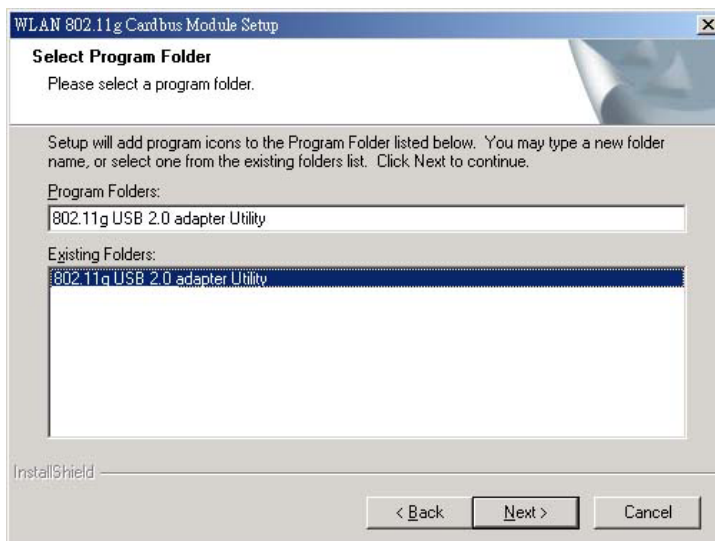 WLAN 802.11g Cardbus Module Setup
Select Program Folder
Please select a program folder.
Setup will add program icons to the Program Folder listed below. You may type a new folder
name, or select one from the existing folders list. Click Next to continue.
Program Folders:
802.11g USB 2.0 adapter Utility
Existing Folders:
802.11g USB 2.0 adapter Utility
InstallShield
< Back
Next >
Cancel